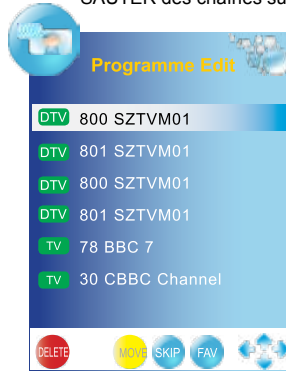 SAUTER des chaînes su
Programme Edit
DTV 800 SZTVM01
DTV 801 SZTVM01
DTV 800 SZTVM01
DTV 801 SZTVM01
TV 78 BBC 7
TV 30 CBBC Channel
DELETE MOVE SKIP FAV